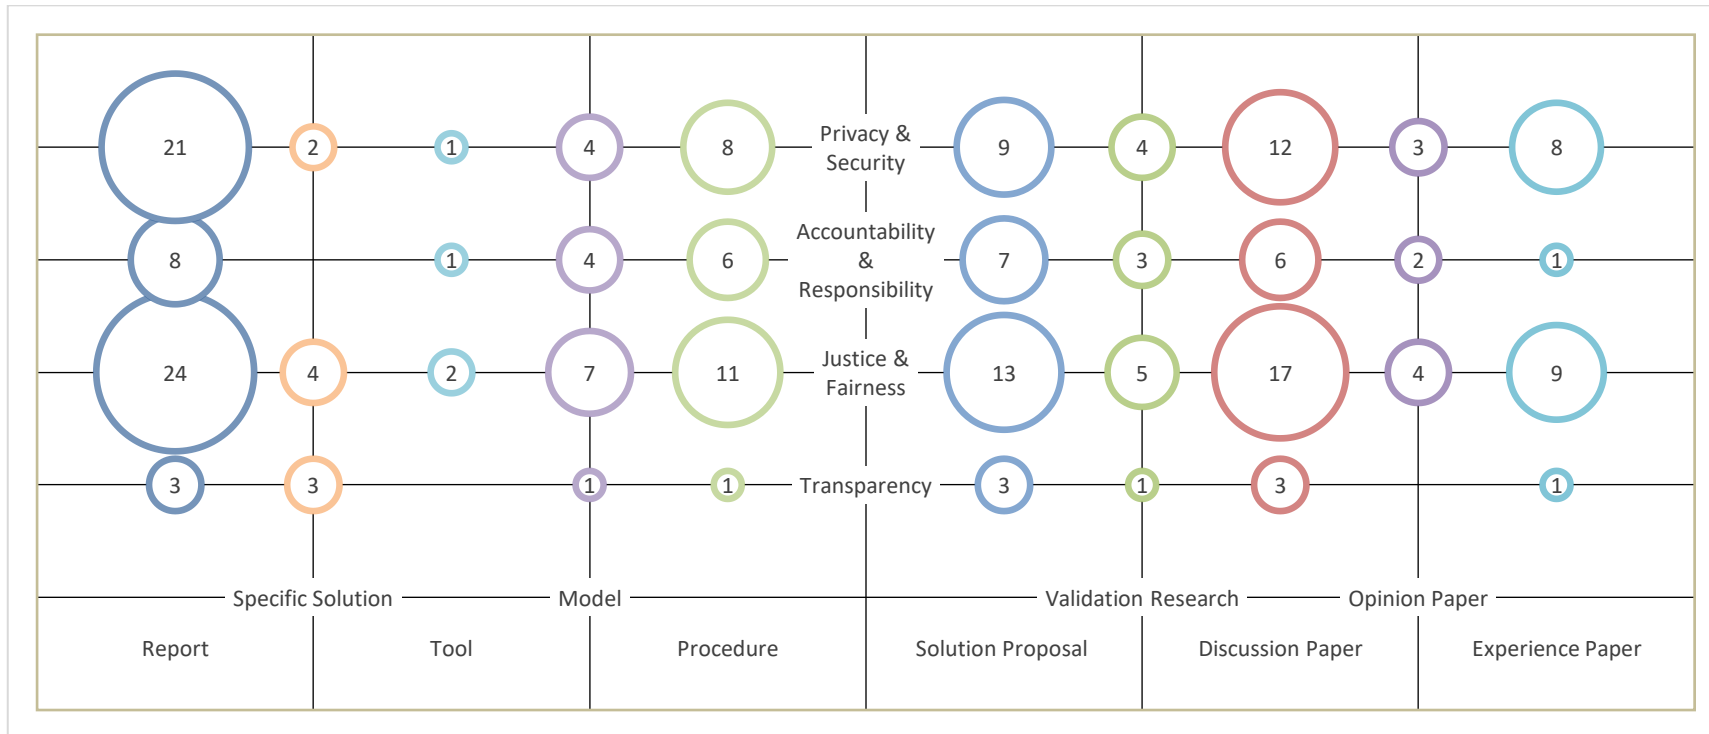 21 2 1 4 8 Privacy & 9 4 12 3 8
Security
Accountability
8 1 4 6 & 7 3 6 2 1
Responsibility
24 4 2 7 11 Justice & 13 5 17 4 9
Fairness
3 3 1 1 Transparency 3 1 3 1
Specific Solution Model Validation Research Opinion Paper
Report Tool Procedure Solution Proposal Discussion Paper Experience Paper